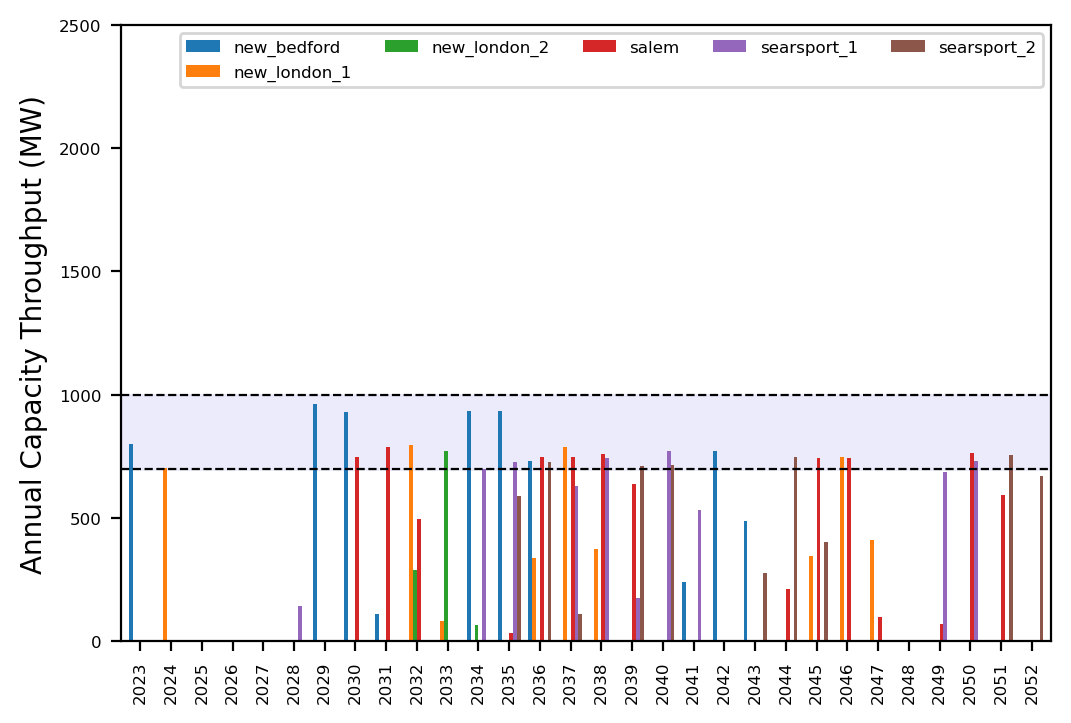 2500
new_bedford new_london_2 salem searsport_1 searsport_2
new_london_1
2000
1500
1000
500
0
Annual Capacity Throughput (MW)
2023 2024 2025 2026 2027 2028 2029 2030 2031 2032 2033 2034 2035 2036 2037 2038 2039 2040 2041 2042 2043 2044 2045 2046 2047 2048 2049 2050 2051 2052